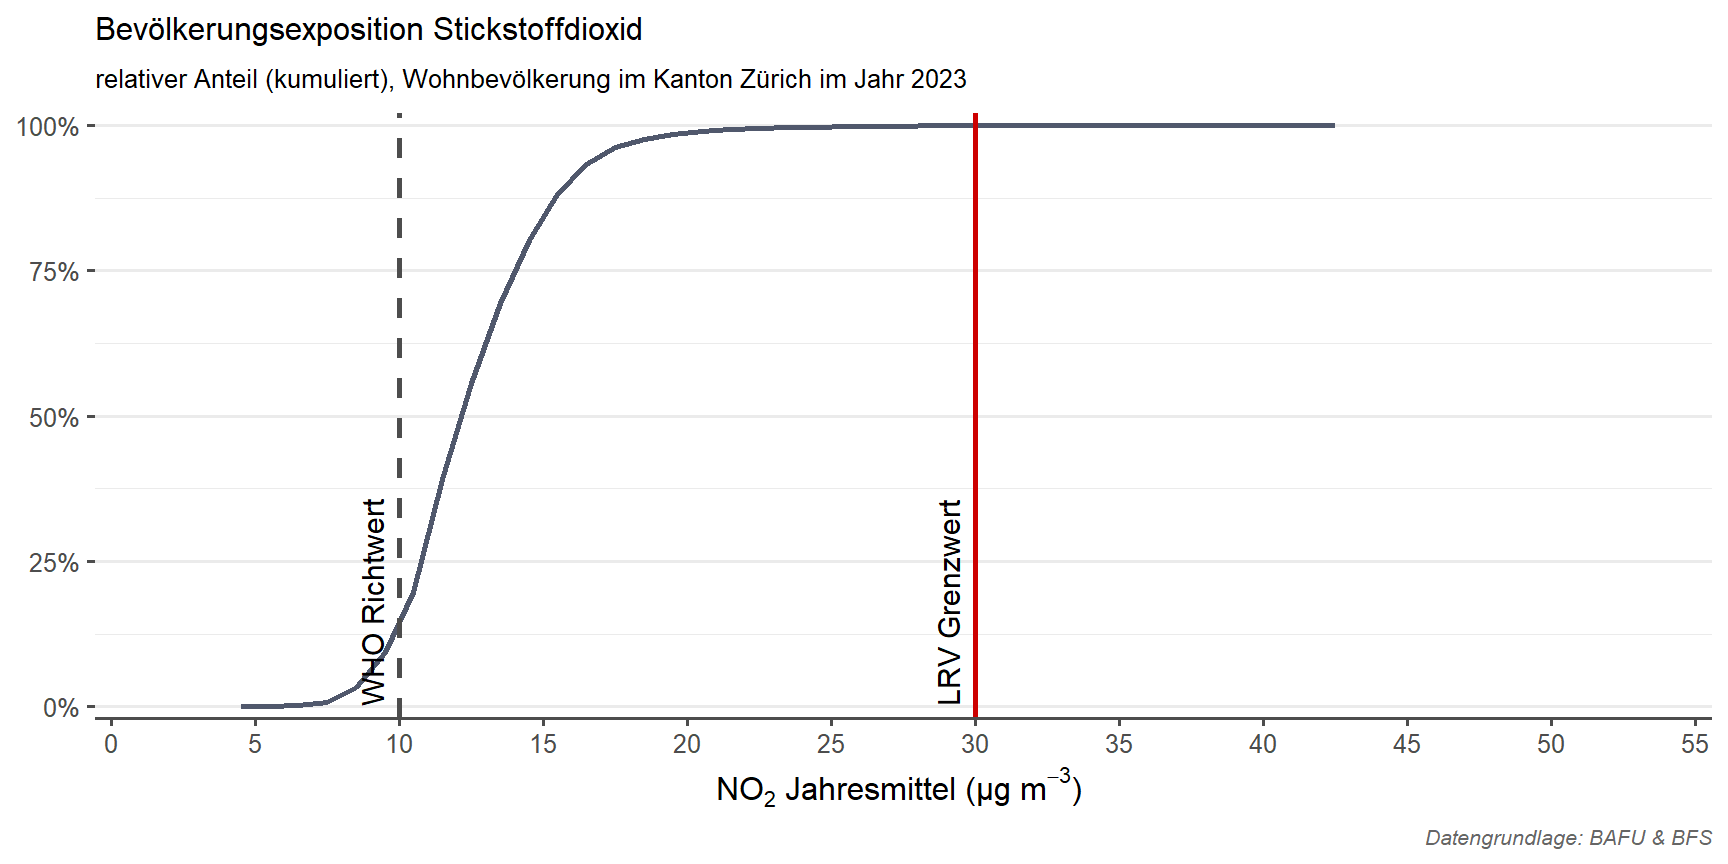 Bevölkerungsexposition Stickstoffdioxid
relativer Anteil (kumuliert), Wohnbevölkerung im Kanton Zürich im Jahr 2023
100%
75%
50%
25%
0%
WHO Richtwert
LRV Grenzwert
0 5 10 15 20 25 30 35 40 45 50 55
NO₂ Jahresmittel (µg m⁻³)
Datengrundlage: BAFU & BFS